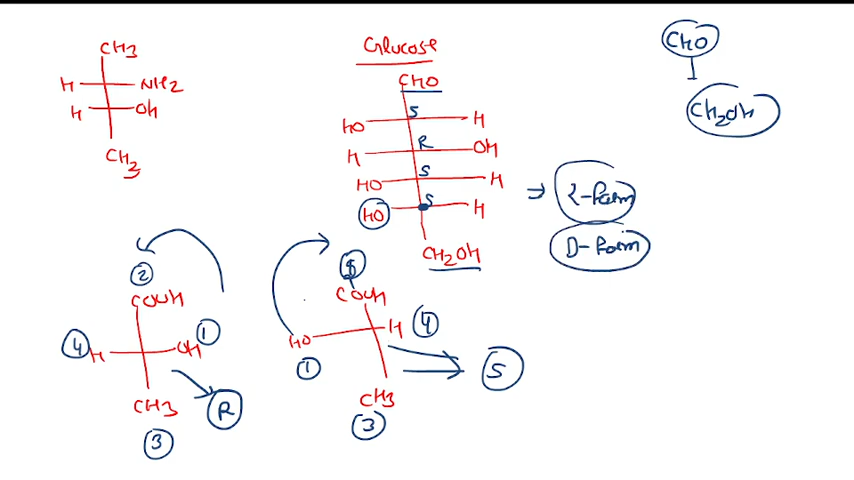 CH3
H NH2
H OH
CH2
Glucose
CHO
S
HO H
R
H OH
S
HO H
S
HO H
CH2OH
⇒ L-Form
D-Form
CHO
CH2OH
2
COOH
4 H OH 1
R
CH3
3
COOH
HO H 4
1
S
CH3
3